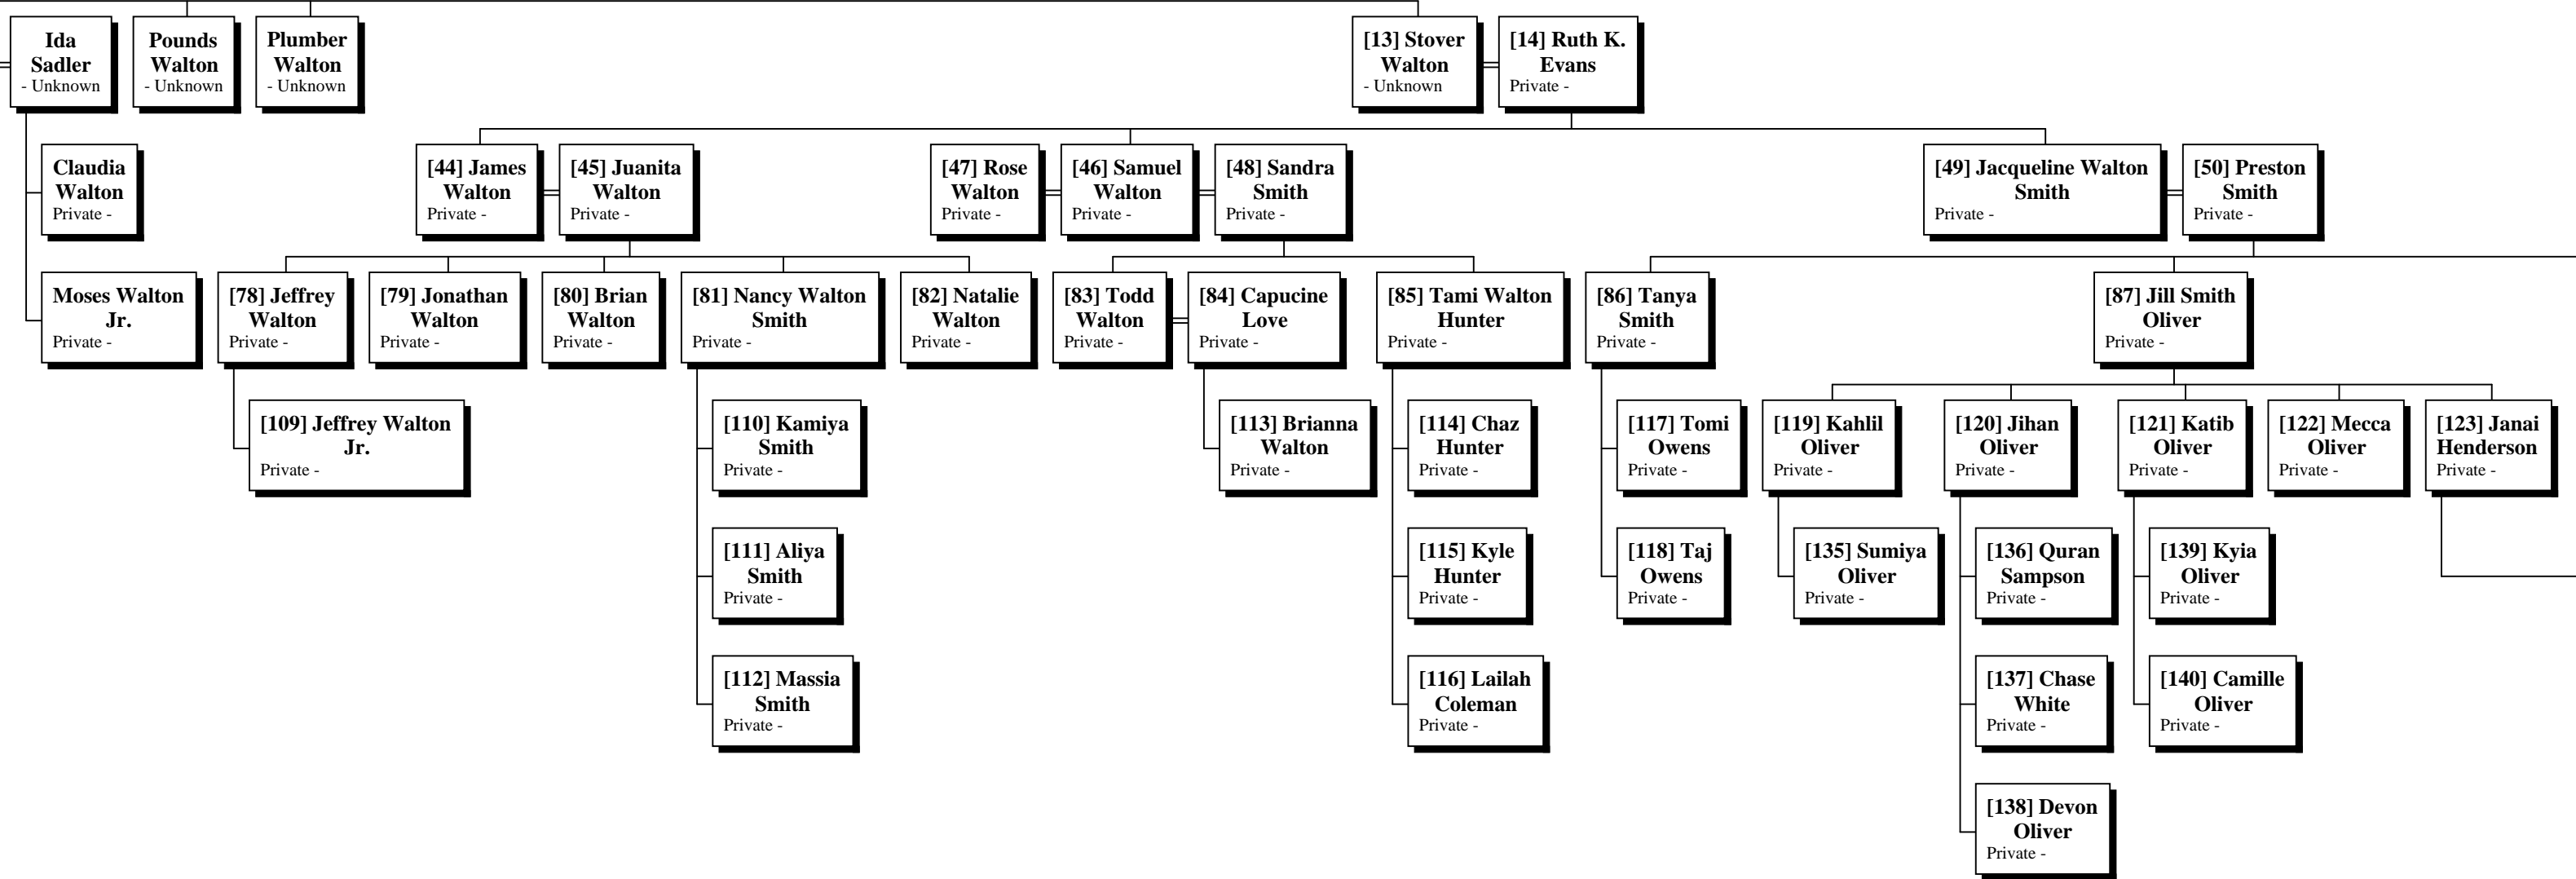 Ida
Sadler
- Unknown
Pounds
Walton
- Unknown
Plumber
Walton
- Unknown
[13] Stover
Walton
- Unknown
[14] Ruth K.
Evans
Private -
Claudia
Walton
Private -
[44] James
Walton
Private -
[45] Juanita
Walton
Private -
[47] Rose
Walton
Private -
[46] Samuel
Walton
Private -
[48] Sandra
Smith
Private -
[49] Jacqueline Walton
Smith
Private -
[50] Preston
Smith
Private -
Moses Walton
Jr.
Private -
[78] Jeffrey
Walton
Private -
[79] Jonathan
Walton
Private -
[80] Brian
Walton
Private -
[81] Nancy Walton
Smith
Private -
[82] Natalie
Walton
Private -
[83] Todd
Walton
Private -
[84] Capucine
Love
Private -
[85] Tami Walton
Hunter
Private -
[86] Tanya
Smith
Private -
[87] Jill Smith
Oliver
Private -
[109] Jeffrey Walton
Jr.
Private -
[110] Kamiya
Smith
Private -
[113] Brianna
Walton
Private -
[114] Chaz
Hunter
Private -
[117] Tomi
Owens
Private -
[119] Kahlil
Oliver
Private -
[120] Jihan
Oliver
Private -
[121] Katib
Oliver
Private -
[122] Mecca
Oliver
Private -
[123] Janai
Henderson
Private -
[111] Aliya
Smith
Private -
[115] Kyle
Hunter
Private -
[118] Taj
Owens
Private -
[135] Sumiya
Oliver
Private -
[136] Quran
Sampson
Private -
[139] Kyia
Oliver
Private -
[112] Massia
Smith
Private -
[116] Lailah
Coleman
Private -
[137] Chase
White
Private -
[140] Camille
Oliver
Private -
[138] Devon
Oliver
Private -